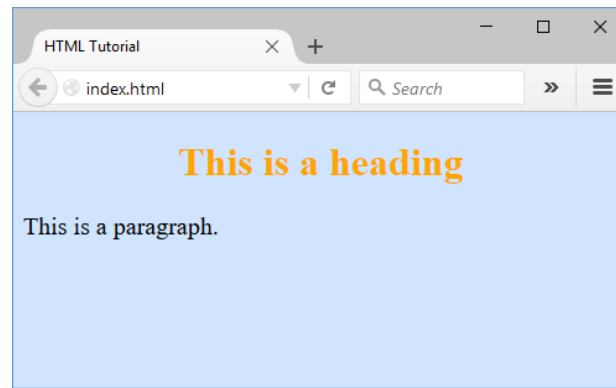 HTML Tutorial
index.html
Search
This is a heading
This is a paragraph.